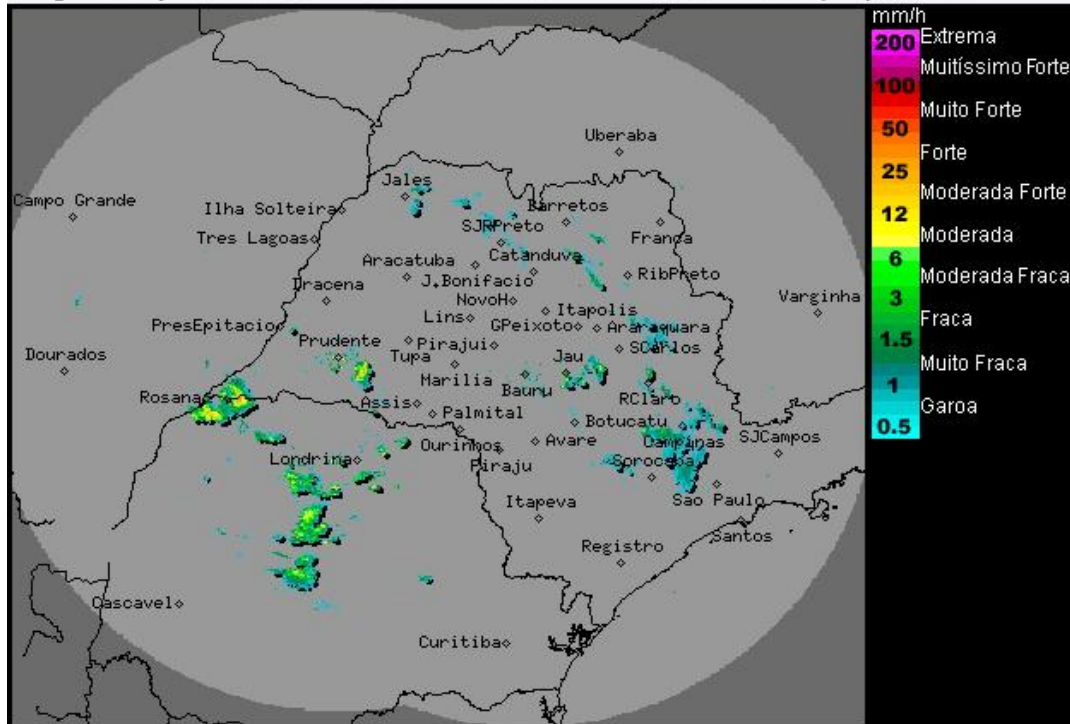 mm/h
200 Extrema
Muitíssimo Forte
100
Muito Forte
50
Forte
25
Moderada Forte
12
Moderada
6
Moderada Fraca
3
Fraca
1.5
Muito Fraca
1
Garoa
0.5
Uberaba
Jales
Campo Grande
Ilha Solteira
Barretos
SJRPreto
Franca
Tres Lagoas
Catanduva
Aracatuba
RibPreto
J.Bonifacio
Dracena
NovoH
Varginha
Itapolis
Lins
GPeixoto
Araraquara
PresEpitacio
Prudente
Pirajui
SCarlos
Dourados
Tupa
Jau
Marilia
Bauru
Rosana
Assis
RClaro
Palmital
Botucatu
SJCampos
Ourinhos
Avare
Campinas
Londrina
Piraju
Sorocaba
Itapeva
Sao Paulo
Santos
Registro
Cascavel
Curitiba